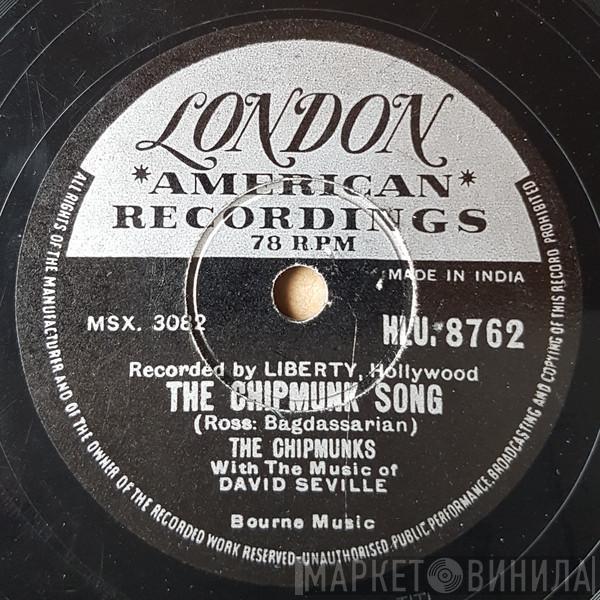 LONDON
*AMERICAN*
RECORDINGS
78 RPM
MADE IN INDIA
MSX. 3082
HLU. 8762
Recorded by LIBERTY, Hollywood
THE CHIPMUNK SONG
(Ross: Bagdassarian)
THE CHIPMUNKS
With The Music of
DAVID SEVILLE
Bourne Music
ALL RIGHTS OF THE MANUFACTURER AND OF THE OWNER OF THE RECORDED WORK RESERVED-UNAUTHORISED PUBLIC PERFORMANCE, BROADCASTING AND COPYING OF THIS RECORD PROHIBITED
МАРКЕТ ВИНИЛА